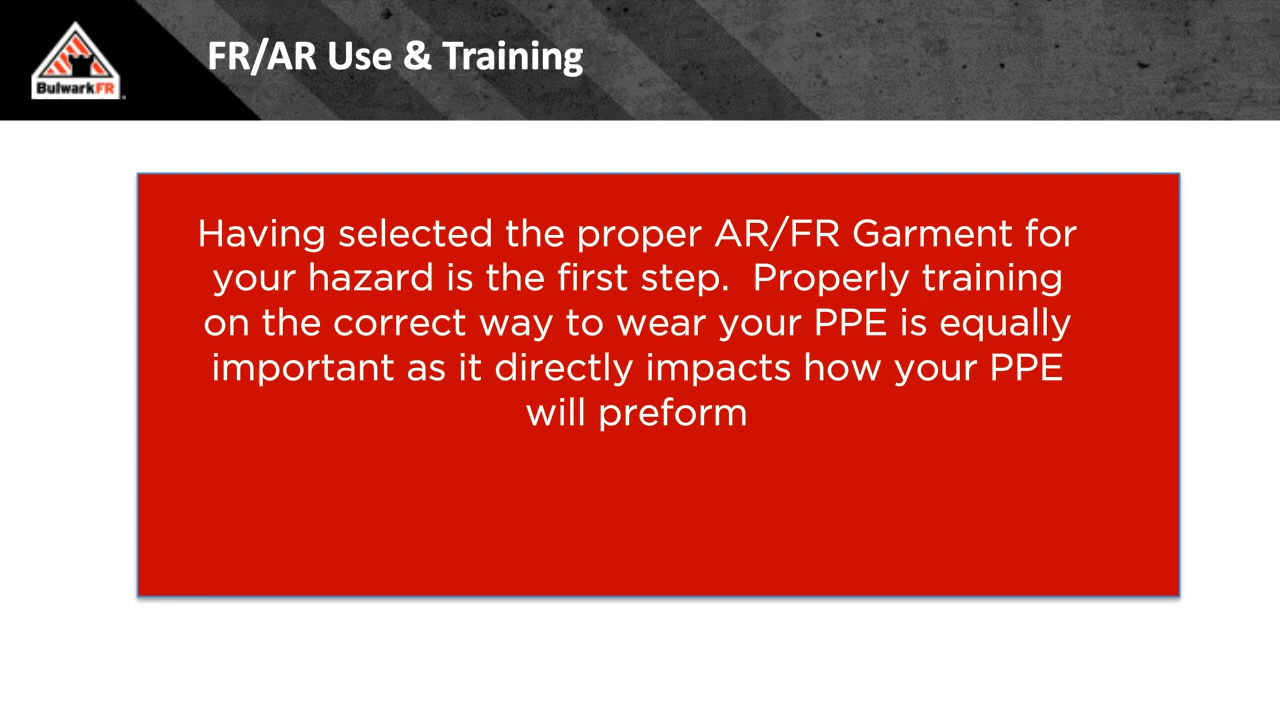 BulwarkFR
FR/AR Use & Training
Having selected the proper AR/FR Garment for
your hazard is the first step.  Properly training
on the correct way to wear your PPE is equally
important as it directly impacts how your PPE
will preform